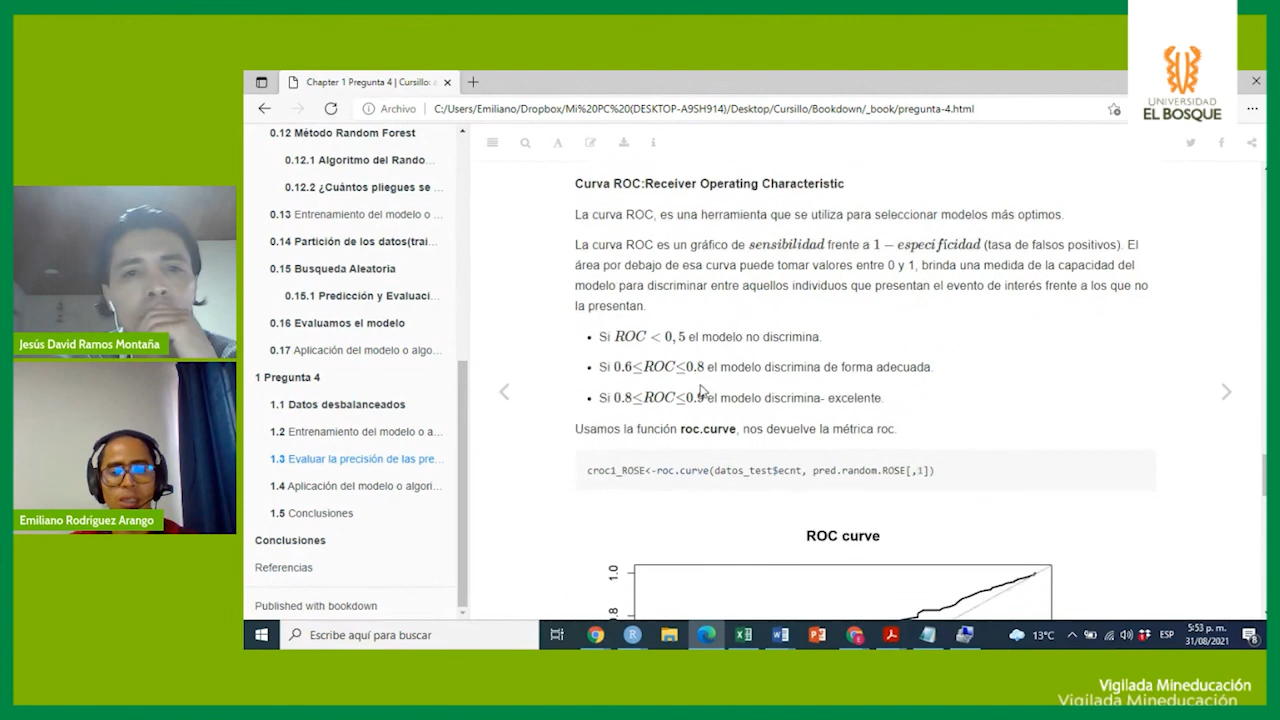 UNIVERSIDAD
EL BOSQUE
Chapter 1 Pregunta 4 | Cursillo: a
Archivo
C:/Users/Emiliano/Dropbox/Mi%20PC%20(DESKTOP-A95H914)/Desktop/Cursillo/Bookdown/_book/pregunta-4.html
0.12 Método Random Forest
0.12.1 Algoritmo del Rando…
0.12.2 ¿Cuántos pliegues se …
0.13 Entrenamiento del modelo o …
0.14 Partición de los datos(trai…
0.15 Busqueda Aleatoria
0.15.1 Predicción y Evaluaci…
0.16 Evaluamos el modelo
0.17 Aplicación del modelo o algo…
1 Pregunta 4
1.1 Datos desbalanceados
1.2 Entrenamiento del modelo o a…
1.3 Evaluar la precisión de las pre…
1.4 Aplicación del modelo o algori…
1.5 Conclusiones
Conclusiones
Referencias
Published with bookdown
Curva ROC:Receiver Operating Characteristic
La curva ROC, es una herramienta que se utiliza para seleccionar modelos más optimos.
La curva ROC es un gráfico de sensibilidad frente a 1 − especificidad (tasa de falsos positivos). El
área por debajo de esa curva puede tomar valores entre 0 y 1, brinda una medida de la capacidad del
modelo para discriminar entre aquellos individuos que presentan el evento de interés frente a los que no
la presentan.
• Si ROC < 0, 5 el modelo no discrimina.
• Si 0.6≤ROC≤0.8 el modelo discrimina de forma adecuada.
• Si 0.8≤ROC≤0.9 el modelo discrimina- excelente.
Usamos la función roc.curve, nos devuelve la métrica roc.
croc1_ROSE<-roc.curve(datos_test$ecnt, pred.random.ROSE[,1])
ROC curve
1.0
0.8
Jesús David Ramos Montaña
Emiliano Rodríguez Arango
Escribe aquí para buscar
13°C
ESP
5:53 p. m.
31/08/2021
8
Vigilada Mineducación
Vigilada Mineducación